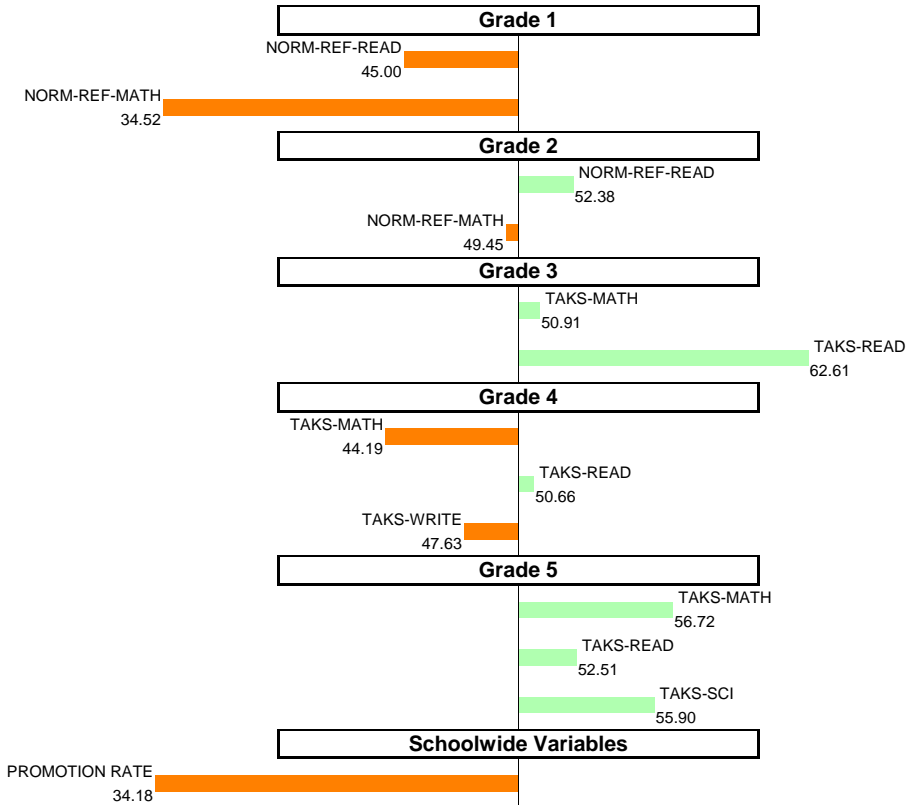 Grade 1
NORM-REF-READ
45.00
NORM-REF-MATH
34.52
Grade 2
NORM-REF-READ
52.38
NORM-REF-MATH
49.45
Grade 3
TAKS-MATH
50.91
TAKS-READ
62.61
Grade 4
TAKS-MATH
44.19
TAKS-READ
50.66
TAKS-WRITE
47.63
Grade 5
TAKS-MATH
56.72
TAKS-READ
52.51
TAKS-SCI
55.90
Schoolwide Variables
PROMOTION RATE
34.18